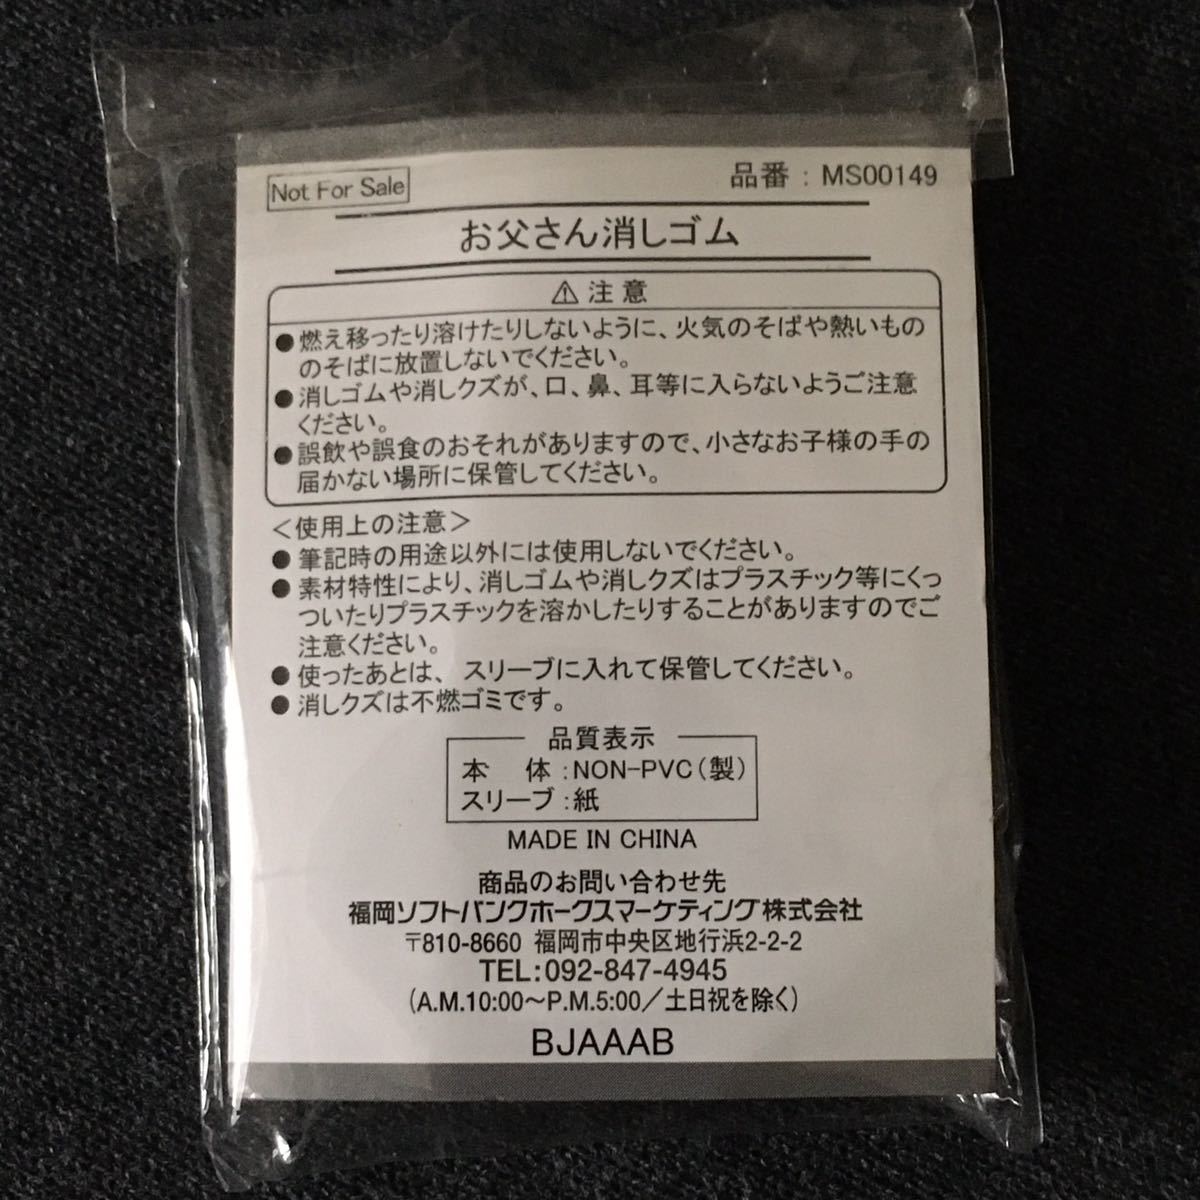 Not For Sale
品番：MS00149
お父さん消しゴム
⚠注意
●燃え移ったり溶けたりしないように、火気のそばや熱いもの
のそばに放置しないでください。
●消しゴムや消しクズが、口、鼻、耳等に入らないようご注意
ください。
●誤飲や誤食のおそれがありますので、小さなお子様の手の
届かない場所に保管してください。
＜使用上の注意＞
●筆記時の用途以外には使用しないでください。
●素材特性により、消しゴムや消しクズはプラスチック等にくっ
ついたりプラスチックを溶かしたりすることがありますのでご
注意ください。
●使ったあとは、スリーブに入れて保管してください。
●消しクズは不燃ゴミです。
品質表示
本　体：NON-PVC（製）
スリーブ：紙
MADE IN CHINA
商品のお問い合わせ先
福岡ソフトバンクホークスマーケティング株式会社
〒810-8660 福岡市中央区地行浜2-2-2
TEL:092-847-4945
（A.M.10:00～P.M.5:00／土日祝を除く）
BJAAAB